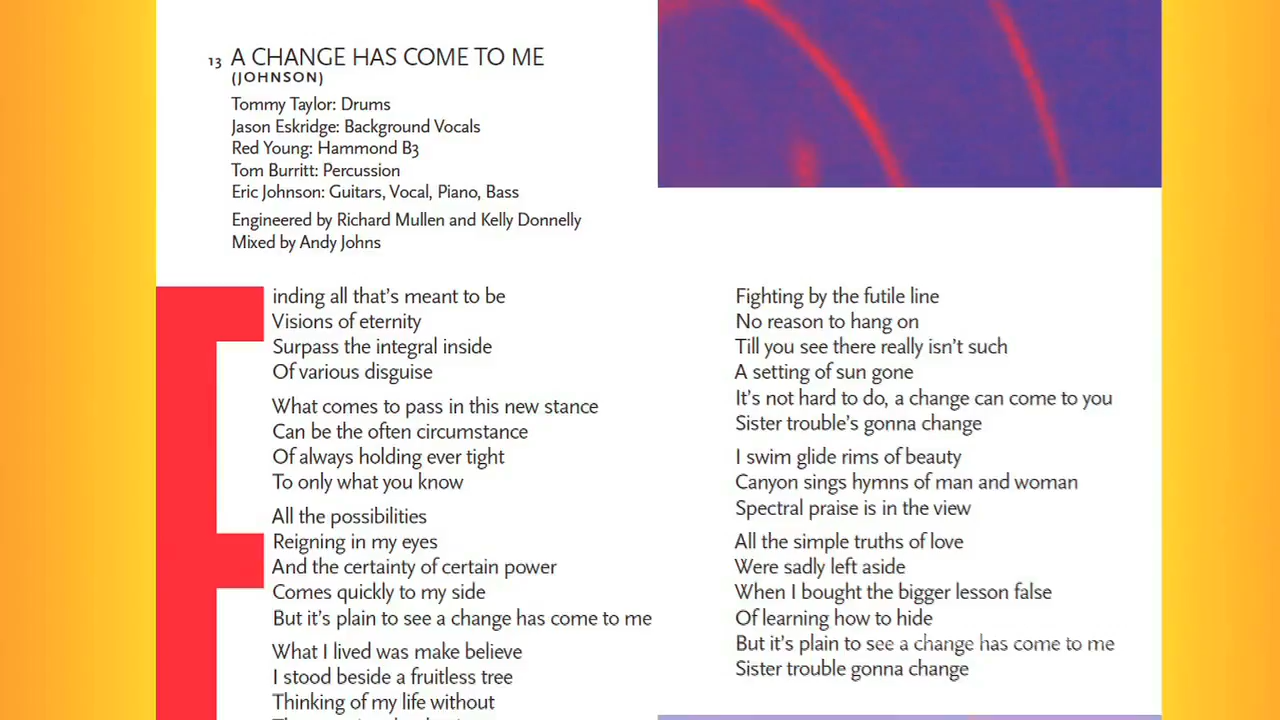 13 A CHANGE HAS COME TO ME
(JOHNSON)
Tommy Taylor: Drums
Jason Eskridge: Background Vocals
Red Young: Hammond B3
Tom Burritt: Percussion
Eric Johnson: Guitars, Vocal, Piano, Bass
Engineered by Richard Mullen and Kelly Donnelly
Mixed by Andy Johns
Finding all that's meant to be
Visions of eternity
Surpass the integral inside
Of various disguise
What comes to pass in this new stance
Can be the often circumstance
Of always holding ever tight
To only what you know
All the possibilities
Reigning in my eyes
And the certainty of certain power
Comes quickly to my side
But it's plain to see a change has come to me
What I lived was make believe
I stood beside a fruitless tree
Thinking of my life without
Fighting by the futile line
No reason to hang on
Till you see there really isn't such
A setting of sun gone
It's not hard to do, a change can come to you
Sister trouble's gonna change
I swim glide rims of beauty
Canyon sings hymns of man and woman
Spectral praise is in the view
All the simple truths of love
Were sadly left aside
When I bought the bigger lesson false
Of learning how to hide
But it's plain to see a change has come to me
Sister trouble gonna change